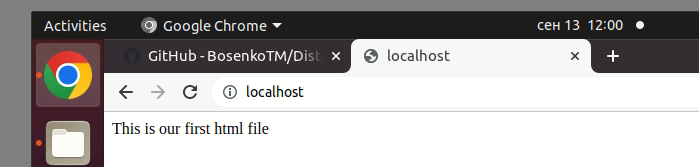 Activities
Google Chrome
сен 13 12:00
GitHub - BosenkoTM/Dist
localhost
localhost
This is our first html file